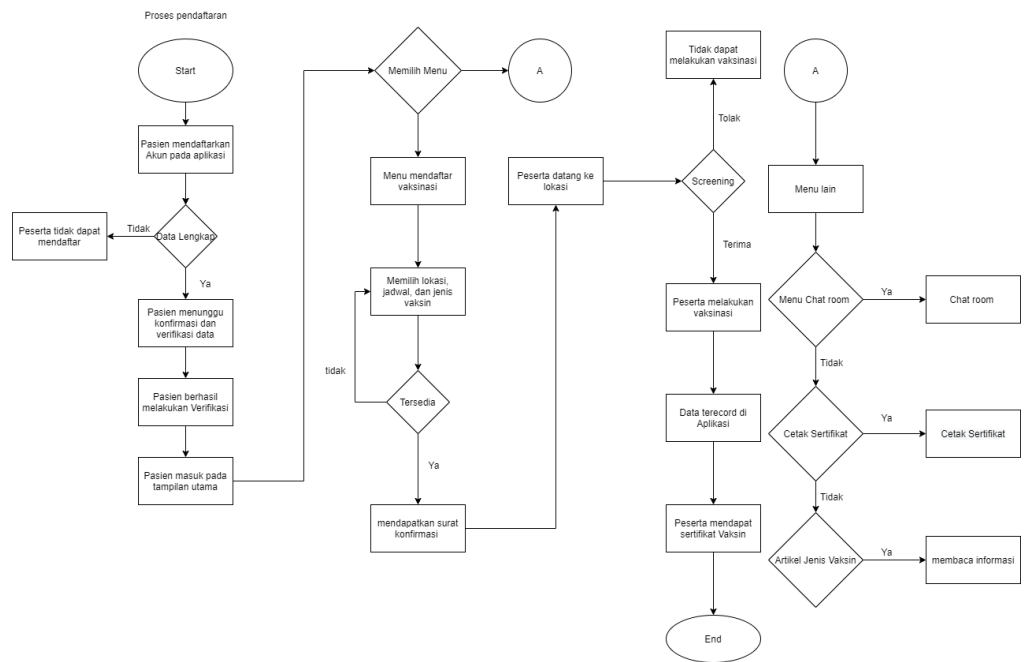 Proses pendaftaran
Start
Pasien mendaftarkan
Akun pada aplikasi
Data Lengkap
Tidak
Peserta tidak dapat
mendaftar
Ya
Pasien menunggu
konfirmasi dan
verifikasi data
Pasien berhasil
melakukan Verifikasi
Pasien masuk pada
tampilan utama
Memilih Menu
A
Menu mendaftar
vaksinasi
Memilih lokasi,
jadwal, dan jenis
vaksin
tidak
Tersedia
Ya
mendapatkan surat
konfirmasi
Peserta datang ke
lokasi
Screening
Tolak
Tidak dapat
melakukan vaksinasi
Terima
Peserta melakukan
vaksinasi
Data terecord di
Aplikasi
Peserta mendapat
sertifikat Vaksin
End
A
Menu lain
Menu Chat room
Ya
Chat room
Tidak
Cetak Sertifikat
Ya
Cetak Sertifikat
Tidak
Artikel Jenis Vaksin
Ya
membaca informasi